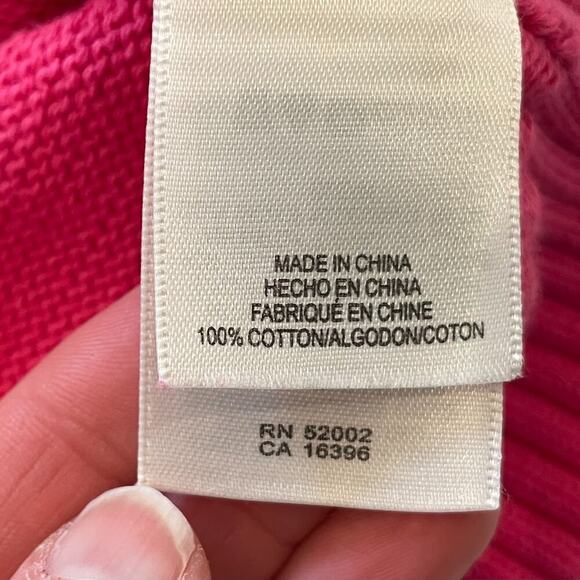 MADE IN CHINA
HECHO EN CHINA
FABRIQUÉ EN CHINE
100% COTTON/ALGODON/COTON
RN 52002
CA 16396